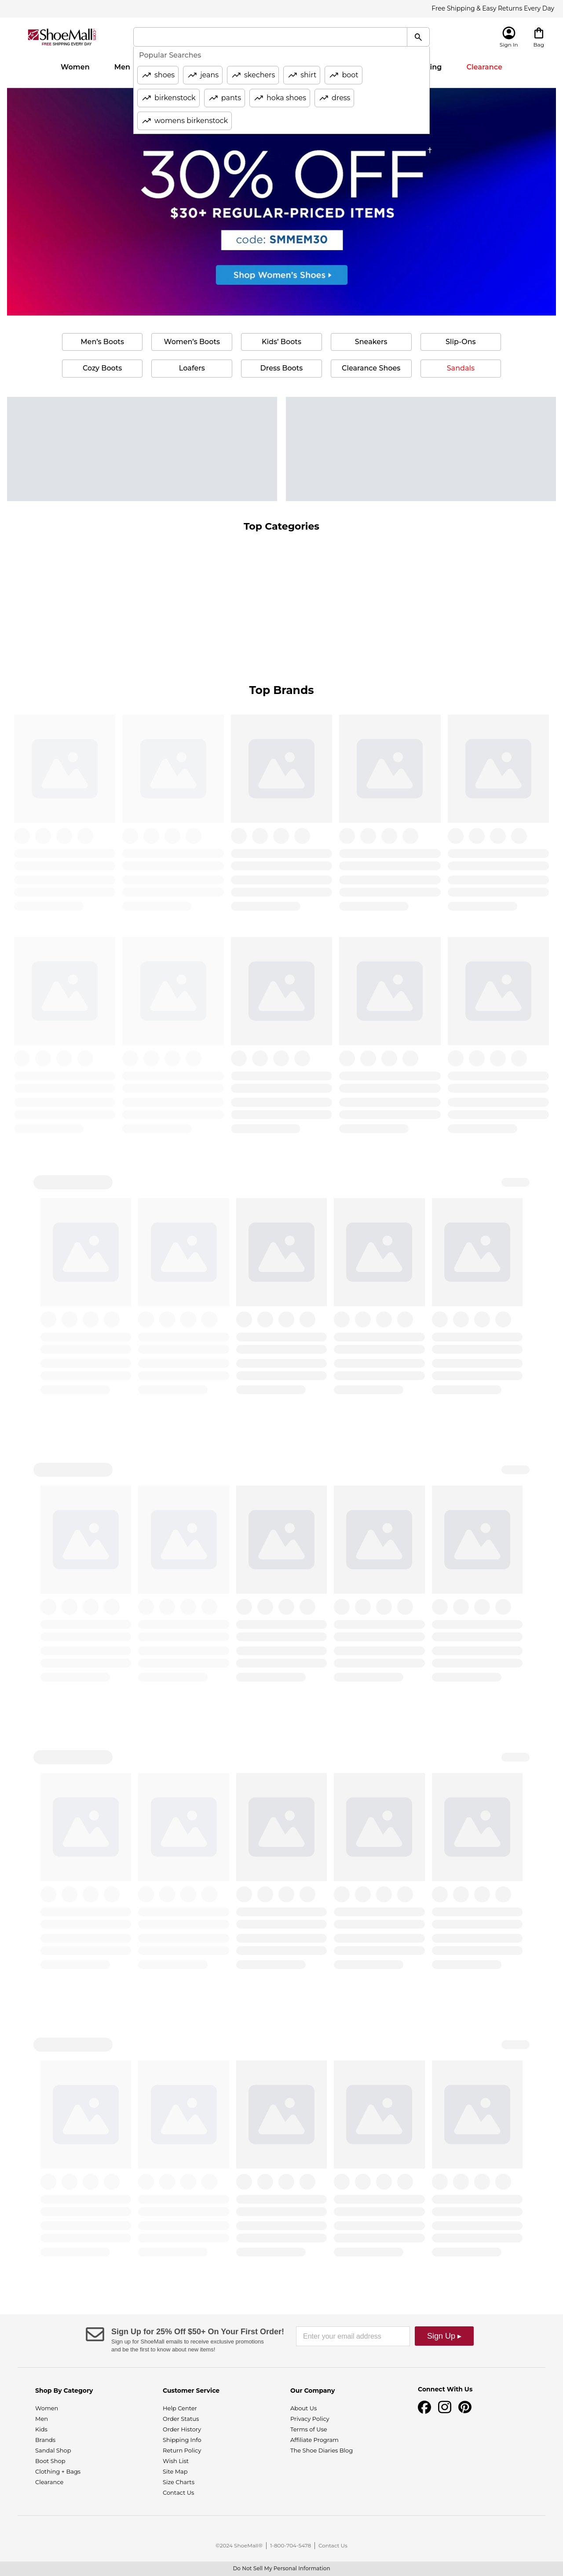 Free Shipping & Easy Returns Every Day
ShoeMall
FREE SHIPPING EVERY DAY
Sign In
Bag
Popular Searches
shoes
jeans
skechers
shirt
boot
birkenstock
pants
hoka shoes
dress
womens birkenstock
Women
Men
ing
Clearance
30% OFF†
$30+ REGULAR-PRICED ITEMS
code: SMMEM30
Shop Women's Shoes
Men's Boots
Women's Boots
Kids' Boots
Sneakers
Slip-Ons
Cozy Boots
Loafers
Dress Boots
Clearance Shoes
Sandals
Top Categories
Top Brands
Sign Up for 25% Off $50+ On Your First Order!
Sign up for ShoeMall emails to receive exclusive promotions
and be the first to know about new items!
Enter your email address
Sign Up ▸
Shop By Category
Women
Men
Kids
Brands
Sandal Shop
Boot Shop
Clothing + Bags
Clearance
Customer Service
Help Center
Order Status
Order History
Shipping Info
Return Policy
Wish List
Site Map
Size Charts
Contact Us
Our Company
About Us
Privacy Policy
Terms of Use
Affiliate Program
The Shoe Diaries Blog
Connect With Us
©2024 ShoeMall® | 1-800-704-5478 | Contact Us
Do Not Sell My Personal Information